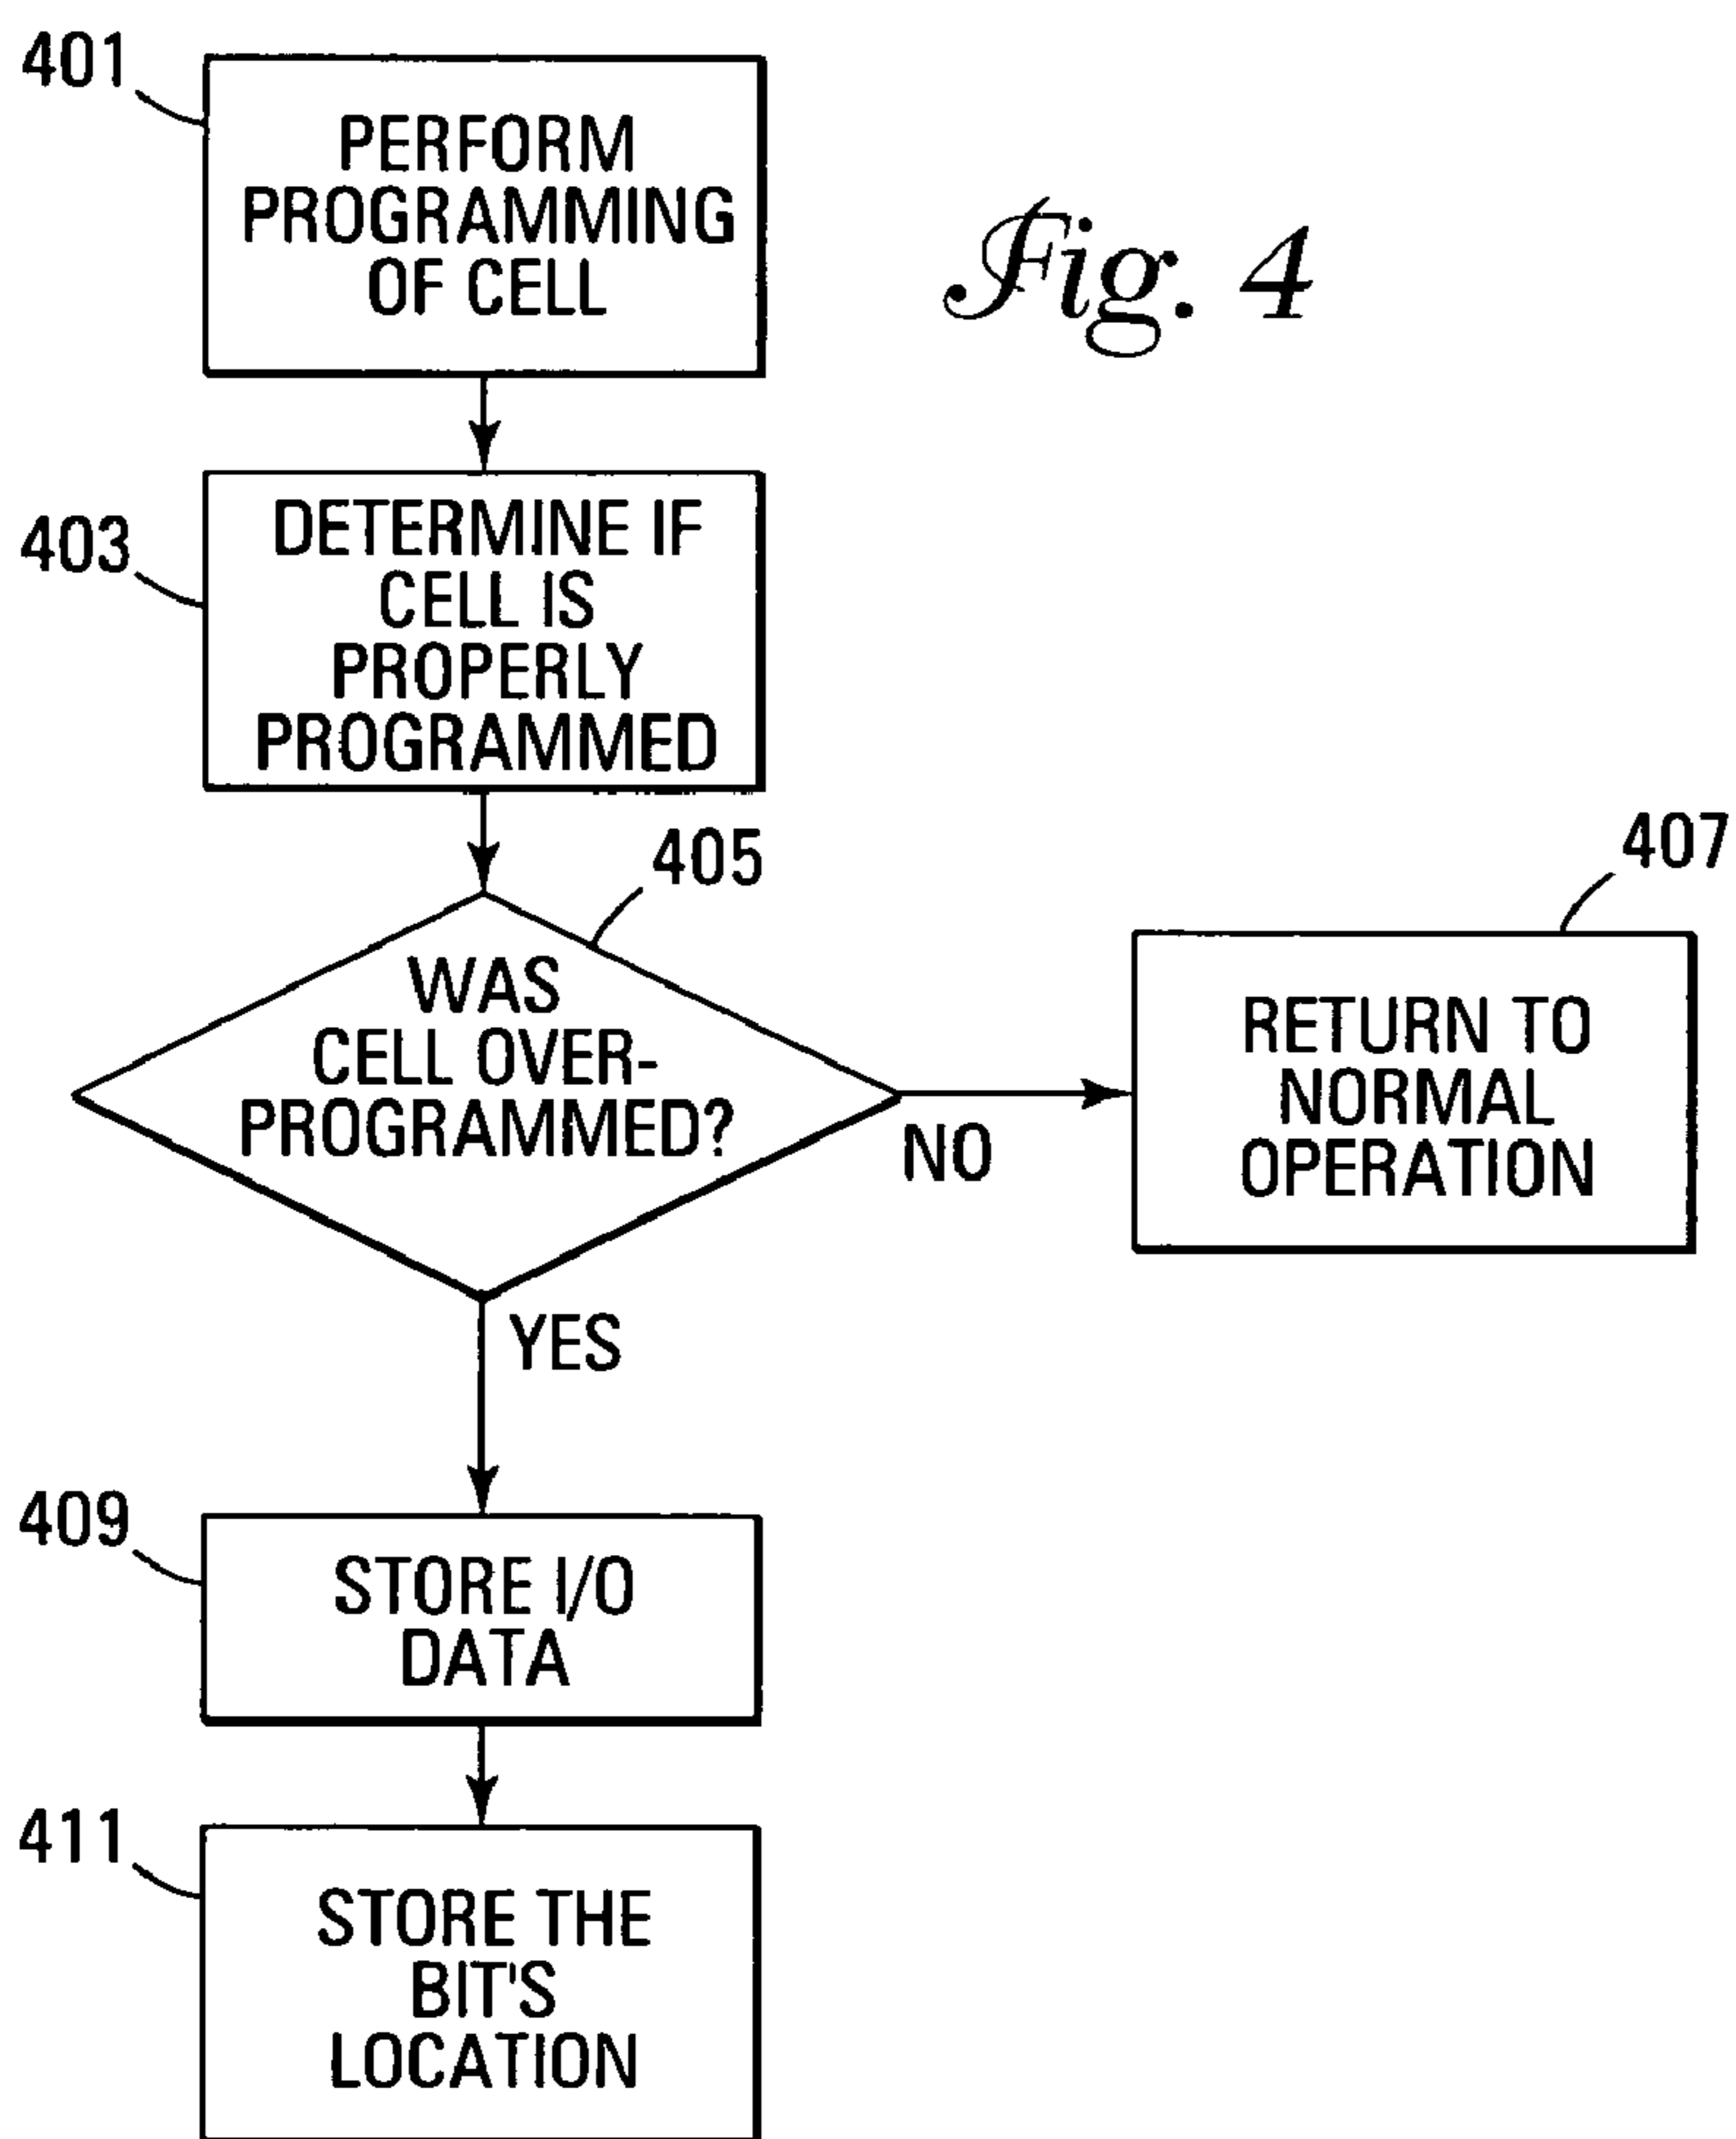 401
PERFORM
PROGRAMMING
OF CELL
Fig. 4
403
DETERMINE IF
CELL IS
PROPERLY
PROGRAMMED
405
WAS
CELL OVER-
PROGRAMMED?
NO
407
RETURN TO
NORMAL
OPERATION
YES
409
STORE I/O
DATA
411
STORE THE
BIT'S
LOCATION